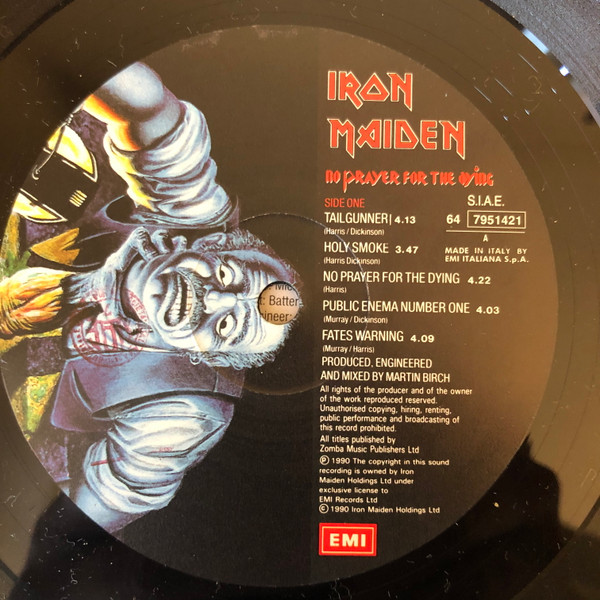 IRON
MAIDEN
NO PRAYER FOR THE DYING
SIDE ONE
TAILGUNNER 4.13
(Harris / Dickinson)
HOLY SMOKE 3.47
(Harris Dickinson)
NO PRAYER FOR THE DYING 4.22
(Harris)
PUBLIC ENEMA NUMBER ONE 4.03
(Murray / Dickinson)
FATES WARNING 4.09
(Murray / Harris)
S.I.A.E.
64 7951421
A
MADE IN ITALY BY
EMI ITALIANA S.p.A.
PRODUCED, ENGINEERED
AND MIXED BY MARTIN BIRCH
All rights of the producer and of the owner
of the work reproduced reserved.
Unauthorised copying, hiring, renting,
public performance and broadcasting of
this record prohibited.
All titles published by
Zomba Music Publishers Ltd
℗ 1990 The copyright in this sound
recording is owned by Iron
Maiden Holdings Ltd under
exclusive license to
EMI Records Ltd
© 1990 Iron Maiden Holdings Ltd
EMI
: Batter
ineer: